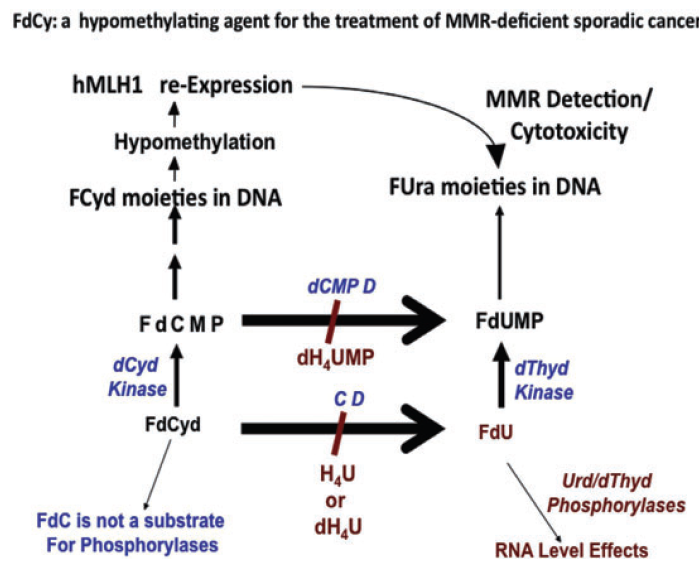 FdCy: a hypomethylating agent for the treatment of MMR-deficient sporadic cancer
hMLH1 re-Expression
MMR Detection/
Cytotoxicity
Hypomethylation
FCyd moieties in DNA
FUra moieties in DNA
dCMP D
FdCMP
FdUMP
dH₄UMP
dCyd
Kinase
dThyd
Kinase
C D
FdCyd
FdU
H₄U
or
dH₄U
Urd/dThyd
Phosphorylases
FdC is not a substrate
For Phosphorylases
RNA Level Effects